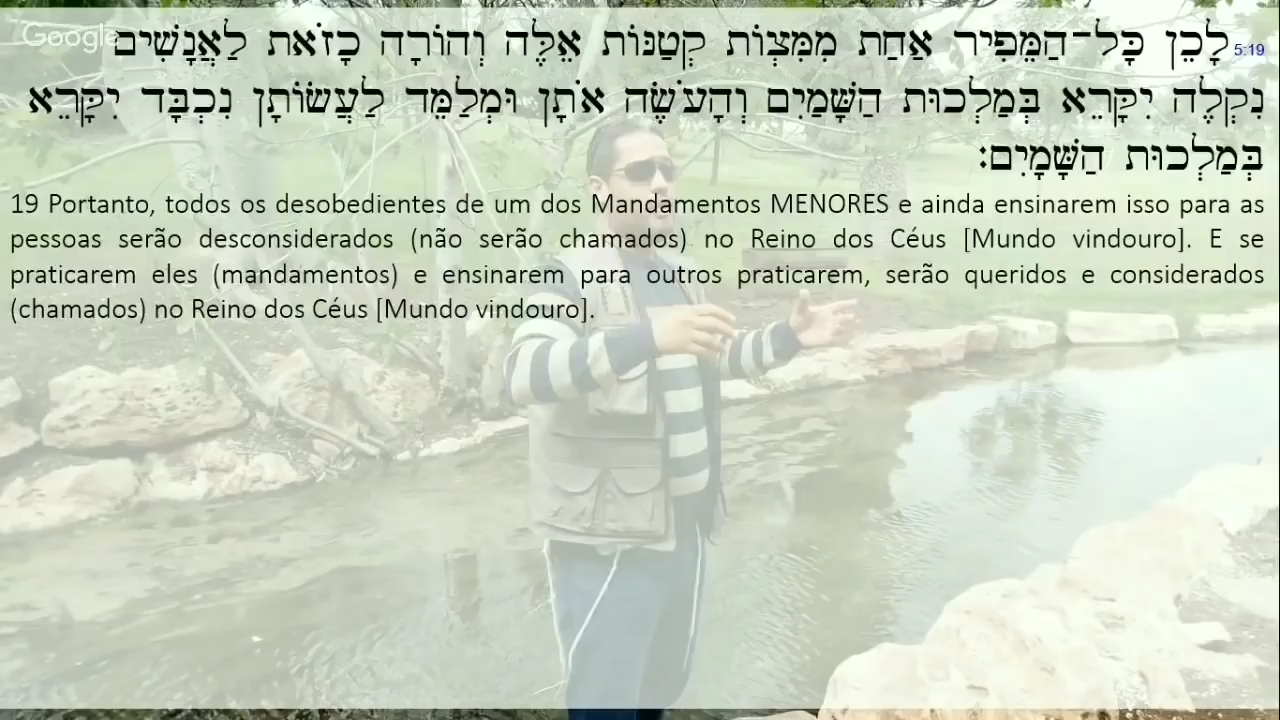 Google
לָכֵן כָּל־הַמֵּפִיר אַחַת מִמִּצְוֹת קְטַנּוֹת אֵלֶּה וְהוֹרָה כָזֹאת לַאֲנָשִׁים 5:19
נִקְלֶה יִקָּרֵא בְּמַלְכוּת הַשָּׁמַיִם וְהָעֹשֶׂה אֹתָן וּמְלַמֵּד לַעֲשׂוֹתָן נִכְבָּד יִקָּרֵא
בְּמַלְכוּת הַשָּׁמָיִם׃
19 Portanto, todos os desobedientes de um dos Mandamentos MENORES e ainda ensinarem isso para as
pessoas serão desconsiderados (não serão chamados) no Reino dos Céus [Mundo vindouro]. E se
praticarem eles (mandamentos) e ensinarem para outros praticarem, serão queridos e considerados
(chamados) no Reino dos Céus [Mundo vindouro].